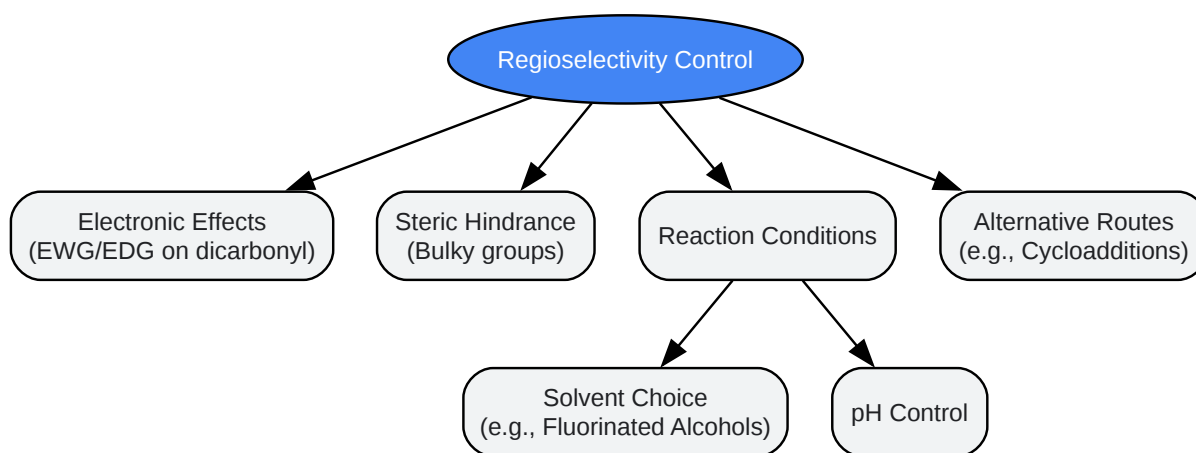 Regioselectivity Control
Electronic Effects
(EWG/EDG on dicarbonyl)
Steric Hindrance
(Bulky groups)
Reaction Conditions
Alternative Routes
(e.g., Cycloadditions)
Solvent Choice
(e.g., Fluorinated Alcohols)
pH Control